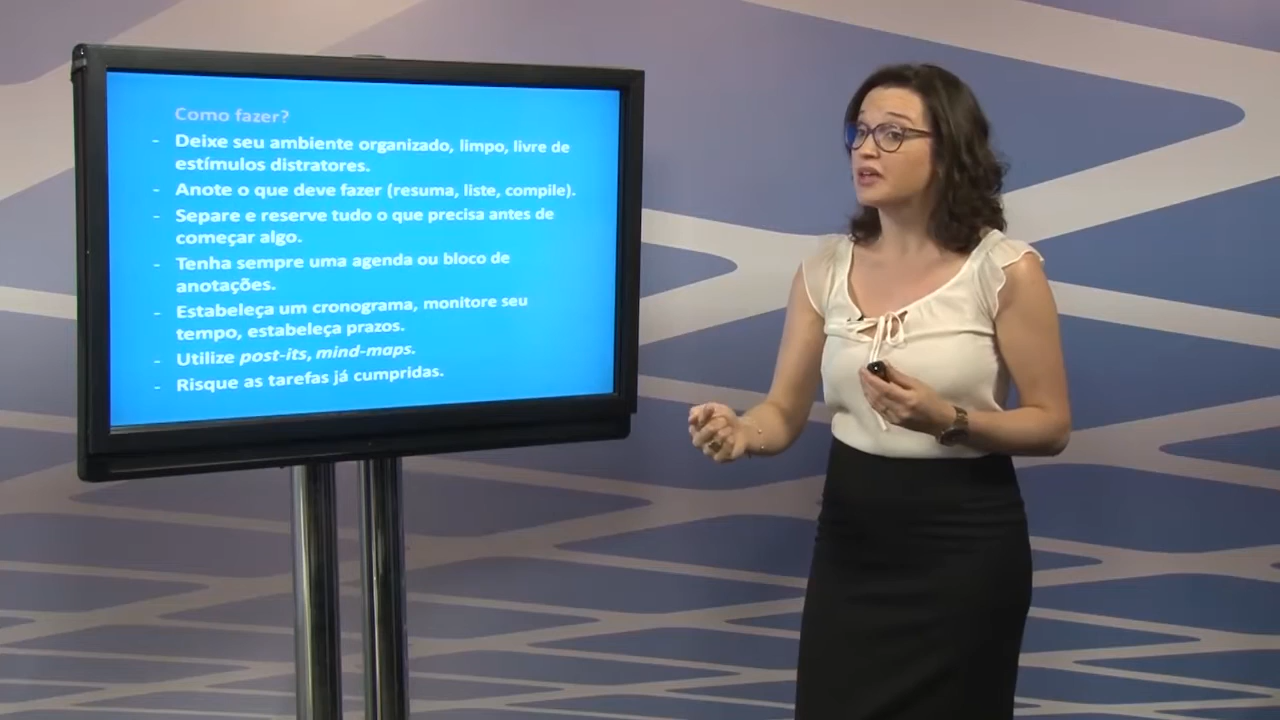 Como fazer?
- Deixe seu ambiente organizado, limpo, livre de
estímulos distratores.
- Anote o que deve fazer (resuma, liste, compile).
- Separe e reserve tudo o que precisa antes de
começar algo.
- Tenha sempre uma agenda ou bloco de
anotações.
- Estabeleça um cronograma, monitore seu
tempo, estabeleça prazos.
- Utilize post-its, mind-maps.
- Risque as tarefas já cumpridas.